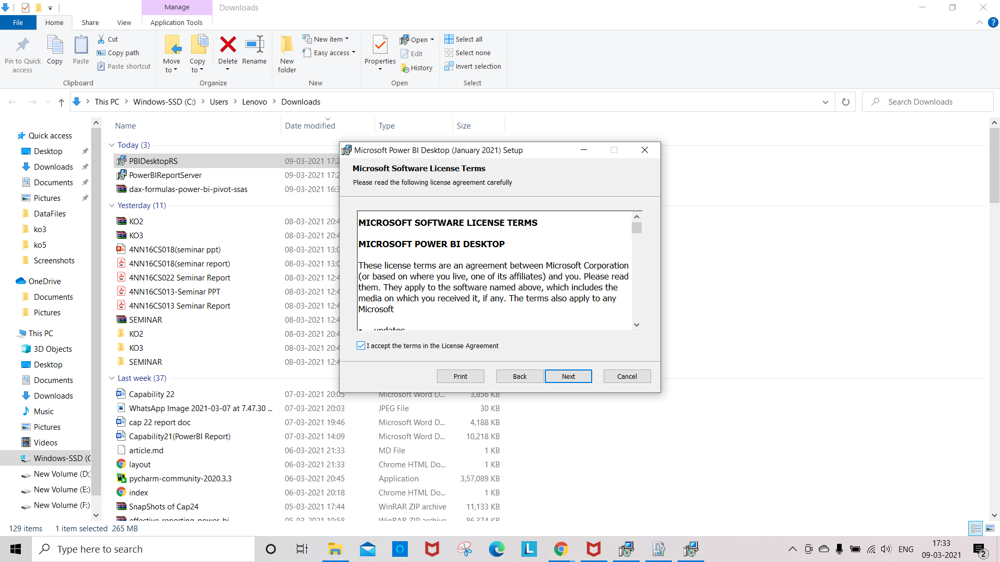 Manage
Downloads
File
Home
Share
View
Application Tools
Pin to Quick access
Copy
Paste
Cut
Copy path
Paste shortcut
Clipboard
Move to
Copy to
Delete
Rename
Organize
New folder
New item
Easy access
New
Properties
Open
Edit
History
Open
Select all
Select none
Invert selection
Select
This PC > Windows-SSD (C:) > Users > Lenovo > Downloads
Search Downloads
Quick access
Desktop
Downloads
Documents
Pictures
DataFiles
ko3
ko5
Screenshots
OneDrive
Documents
Pictures
This PC
3D Objects
Desktop
Documents
Downloads
Music
Pictures
Videos
Windows-SSD (C
New Volume (D:)
New Volume (E:)
New Volume (F:)
Name Date modified Type Size
Today (3)
PBIDesktopRS 09-03-2021 17:2
PowerBIReportServer 09-03-2021 17:2
dax-formulas-power-bi-pivot-ssas 09-03-2021 16:3
Yesterday (11)
KO2 08-03-2021 20:4
KO3 08-03-2021 20:4
4NN16CS018(seminar ppt) 08-03-2021 13:0
4NN16CS018(seminar report) 08-03-2021 13:0
4NN16CS022 Seminar Report 08-03-2021 12:4
4NN16CS013-Seminar PPT 08-03-2021 12:4
4NN16CS013 Seminar Report 08-03-2021 12:4
SEMINAR 08-03-2021 12:4
KO2 08-03-2021 20:4
KO3 08-03-2021 20:4
SEMINAR 08-03-2021 12:4
Last week (37)
Capability 22 07-03-2021 20:05 Microsoft Word D... 3,856 KB
WhatsApp Image 2021-03-07 at 7.47.30 ... 07-03-2021 20:03 JPEG File 30 KB
cap 22 report doc 07-03-2021 19:46 Microsoft Word D... 4,188 KB
Capability21(PowerBI Report) 07-03-2021 14:09 Microsoft Word D... 10,218 KB
article.md 06-03-2021 21:33 MD File 1 KB
layout 06-03-2021 21:33 Chrome HTML Do... 1 KB
pycharm-community-2020.3.3 06-03-2021 20:45 Application 3,57,089 KB
index 06-03-2021 20:18 Chrome HTML Do... 1 KB
SnapShots of Cap24 05-03-2021 17:44 WinRAR ZIP archive 11,133 KB
effective-reporting-power-bi 05-03-2021 10:58 WinRAR ZIP archive 86,374 KB
Microsoft Power BI Desktop (January 2021) Setup
Microsoft Software License Terms
Please read the following license agreement carefully
MICROSOFT SOFTWARE LICENSE TERMS
MICROSOFT POWER BI DESKTOP
These license terms are an agreement between Microsoft Corporation
(or based on where you live, one of its affiliates) and you. Please read
them. They apply to the software named above, which includes the
media on which you received it, if any. The terms also apply to any
Microsoft
• updates
I accept the terms in the License Agreement
Print
Back
Next
Cancel
129 items 1 item selected 265 MB
Type here to search
ENG
17:33
09-03-2021
2